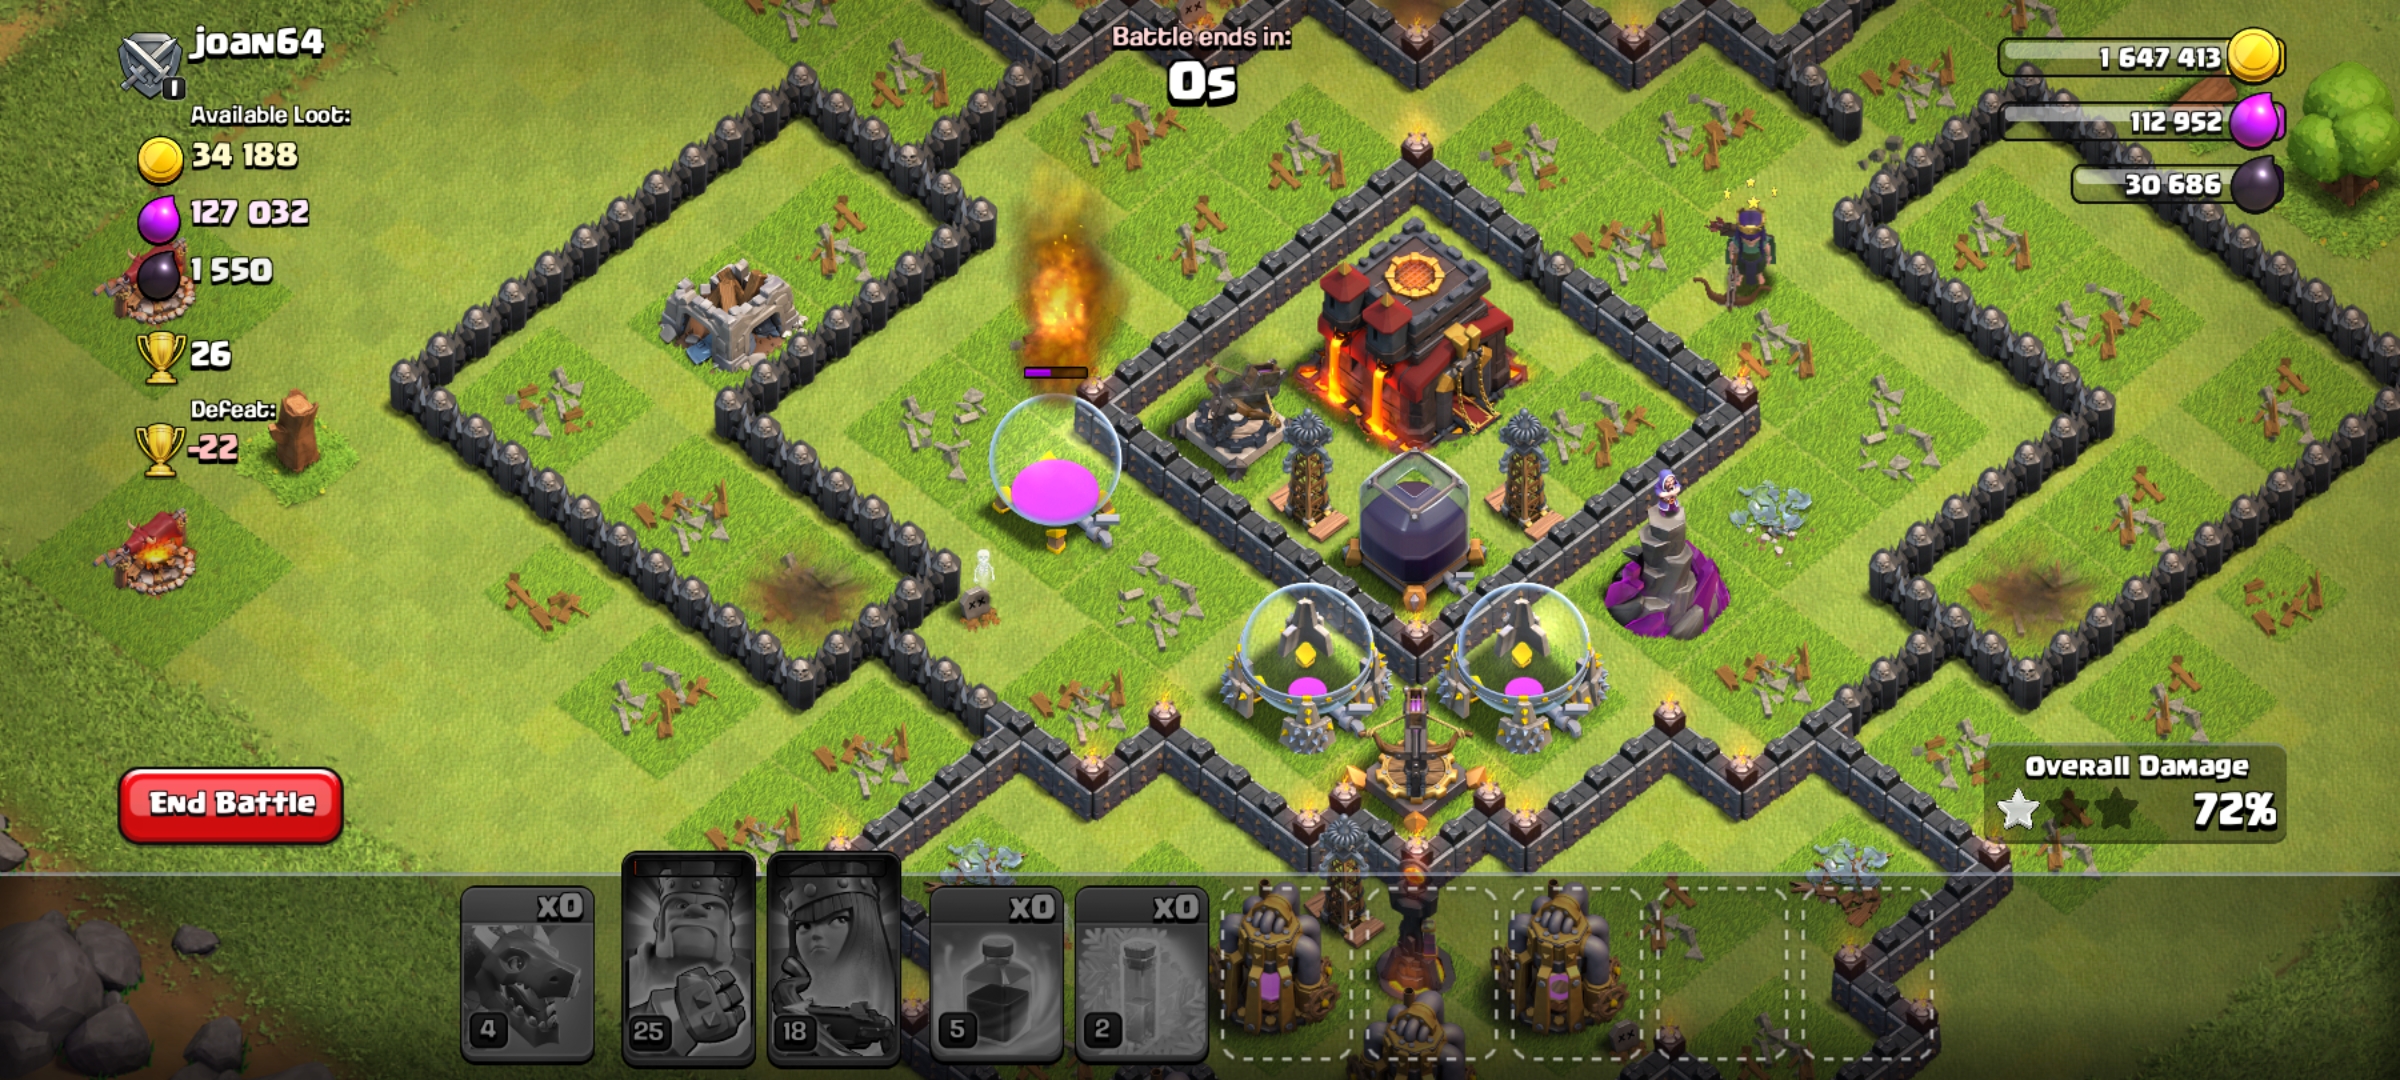 joan64
I
Available Loot:
34 188
127 032
1 550
26
Defeat:
-22
Battle ends in:
0s
1 647 413
112 952
30 686
End Battle
Overall Damage
72%
x0
x0
x0
4
25
18
5
2